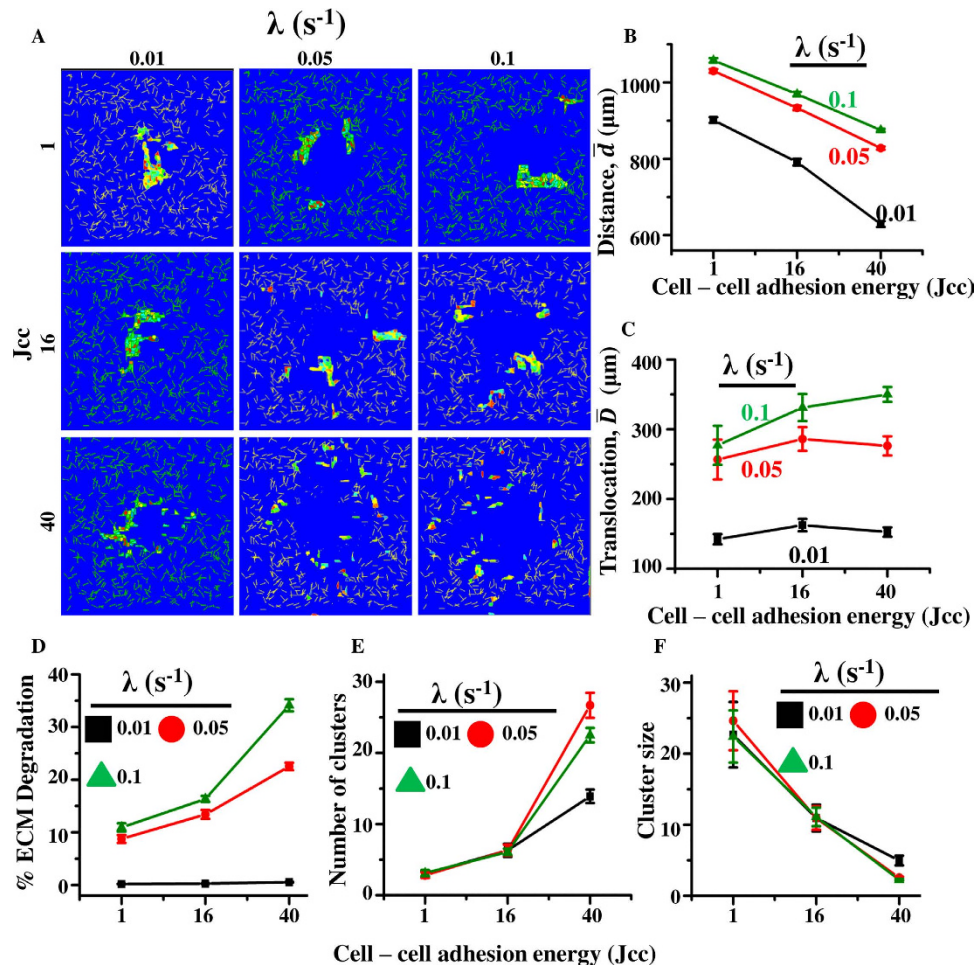 A
λ (s-1)
0.01 0.05 0.1
1
Jcc
16
40
B
λ (s-1)
0.1
0.05
0.01
1000
800
600
Distance, d̅ (µm)
1 16 40
Cell – cell adhesion energy (Jcc)
C
λ (s-1)
0.1
0.05
0.01
400
300
200
100
Translocation, D̅ (µm)
1 16 40
Cell – cell adhesion energy (Jcc)
D
λ (s-1)
0.01 0.05
0.1
40
35
30
25
20
15
10
5
0
% ECM Degradation
1 16 40
E
λ (s-1)
0.01 0.05
0.1
30
20
10
0
Number of clusters
1 16 40
F
λ (s-1)
0.01 0.05
0.1
30
20
10
0
Cluster size
1 16 40
Cell – cell adhesion energy (Jcc)